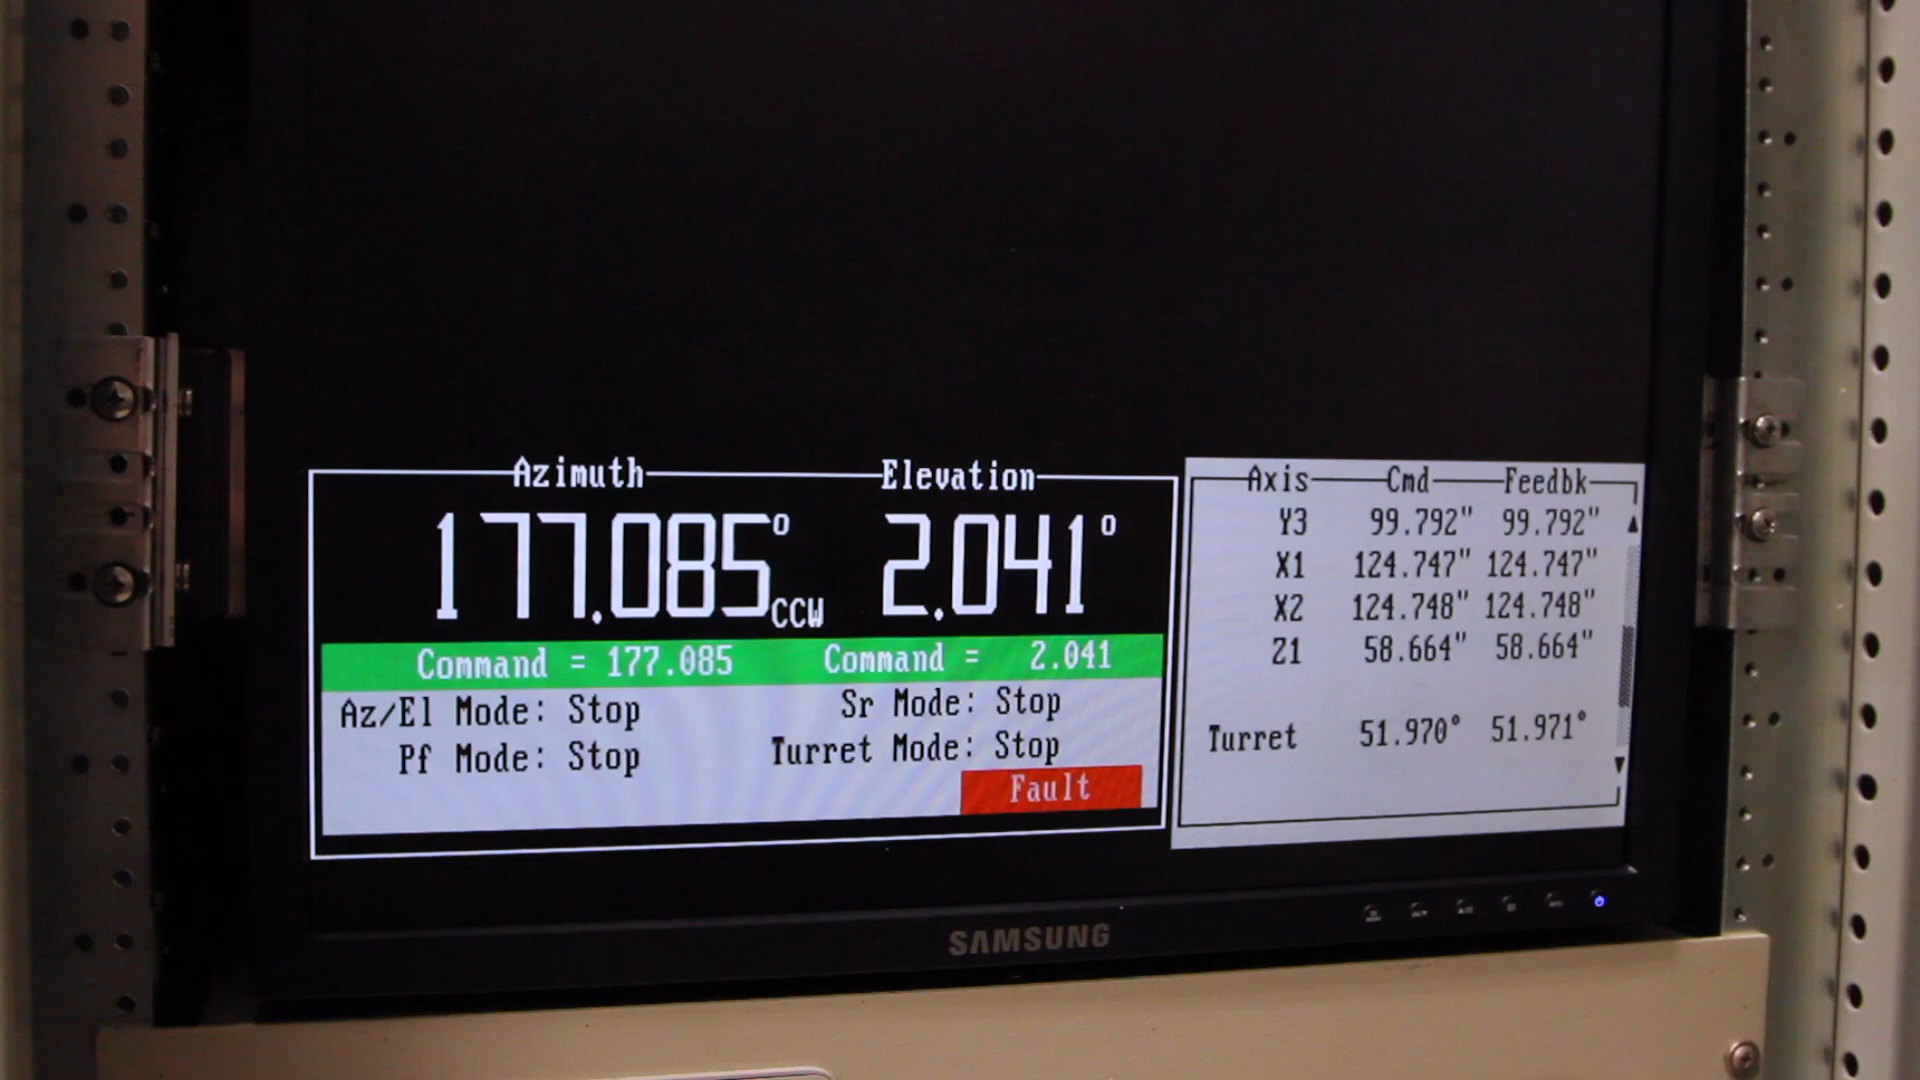 Azimuth Elevation
177.085° CCW 2.041°
Command = 177.085 Command = 2.041
Az/El Mode: Stop Sr Mode: Stop
Pf Mode: Stop Turret Mode: Stop
Fault
Axis Cmd Feedbk
Y3 99.792" 99.792"
X1 124.747" 124.747"
X2 124.748" 124.748"
Z1 58.664" 58.664"
Turret 51.970° 51.971°
SAMSUNG